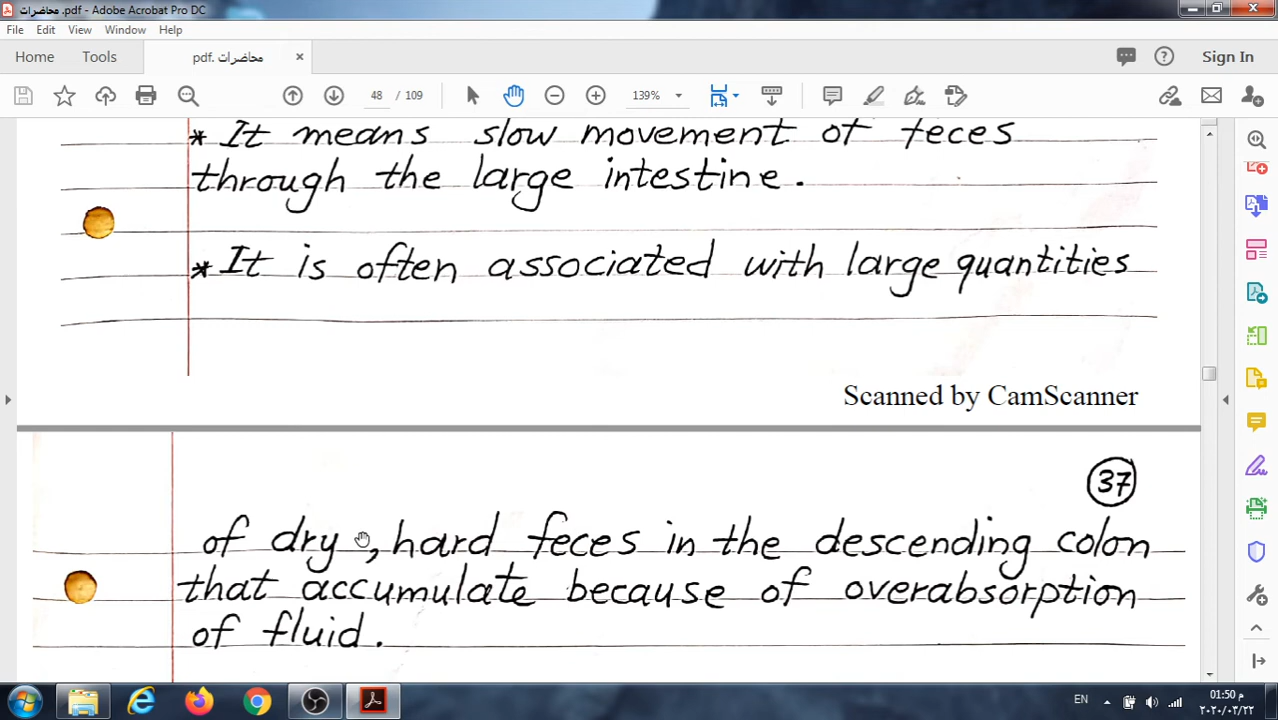 محاضرات .pdf - Adobe Acrobat Pro DC
File Edit View Window Help
Home Tools محاضرات .pdf × Sign In
48 / 109 139%
* It means slow movement of feces
through the large intestine.
* It is often associated with large quantities
Scanned by CamScanner
37
of dry, hard feces in the descending colon
that accumulate because of overabsorption
of fluid.
EN
01:50 م
٢٠٢٠/٠٣/٢٢